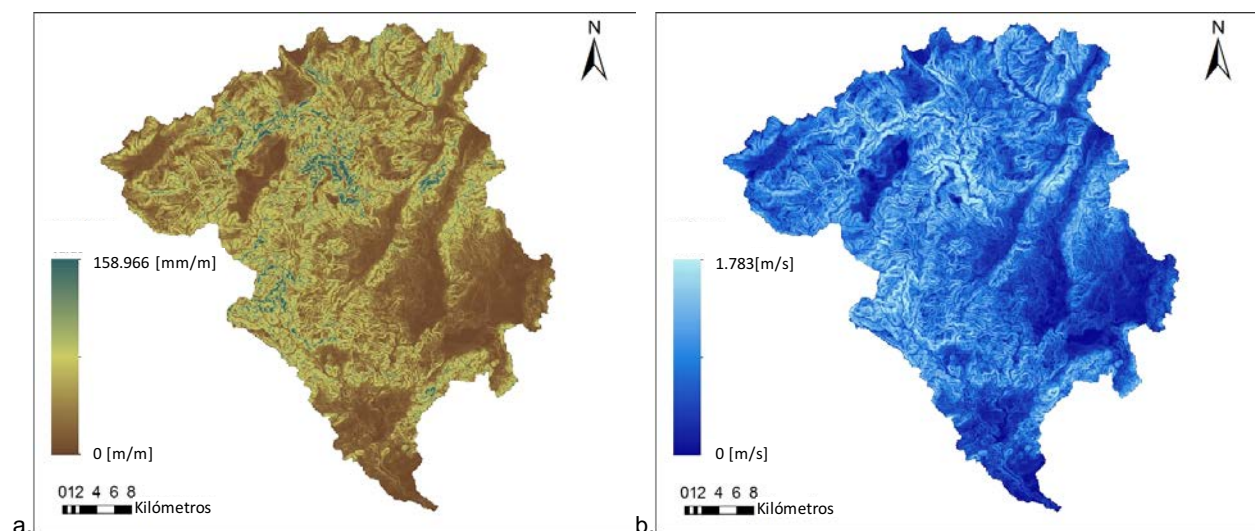 N
158.966 [mm/m]
0 [m/m]
012 4 6 8
Kilómetros
a.
N
1.783[m/s]
0 [m/s]
012 4 6 8
Kilómetros
b.